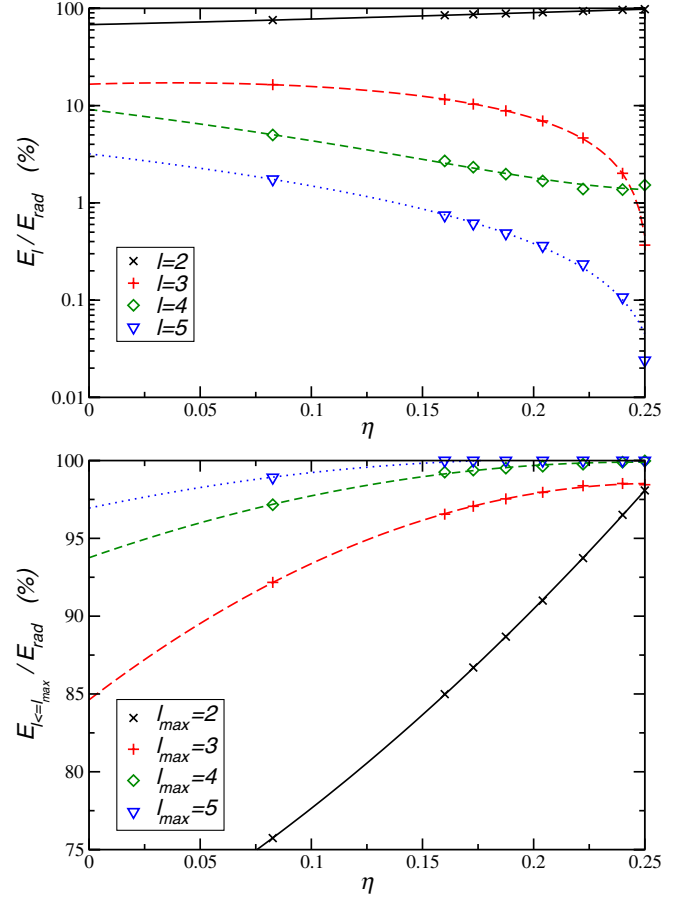 100
10
1
0.1
0.01
E_l / E_rad (%)
l=2
l=3
l=4
l=5
0 0.05 0.1 0.15 0.2 0.25
η
100
95
90
85
80
75
E_{l<=l_max} / E_rad (%)
l_max=2
l_max=3
l_max=4
l_max=5
0 0.05 0.1 0.15 0.2 0.25
η